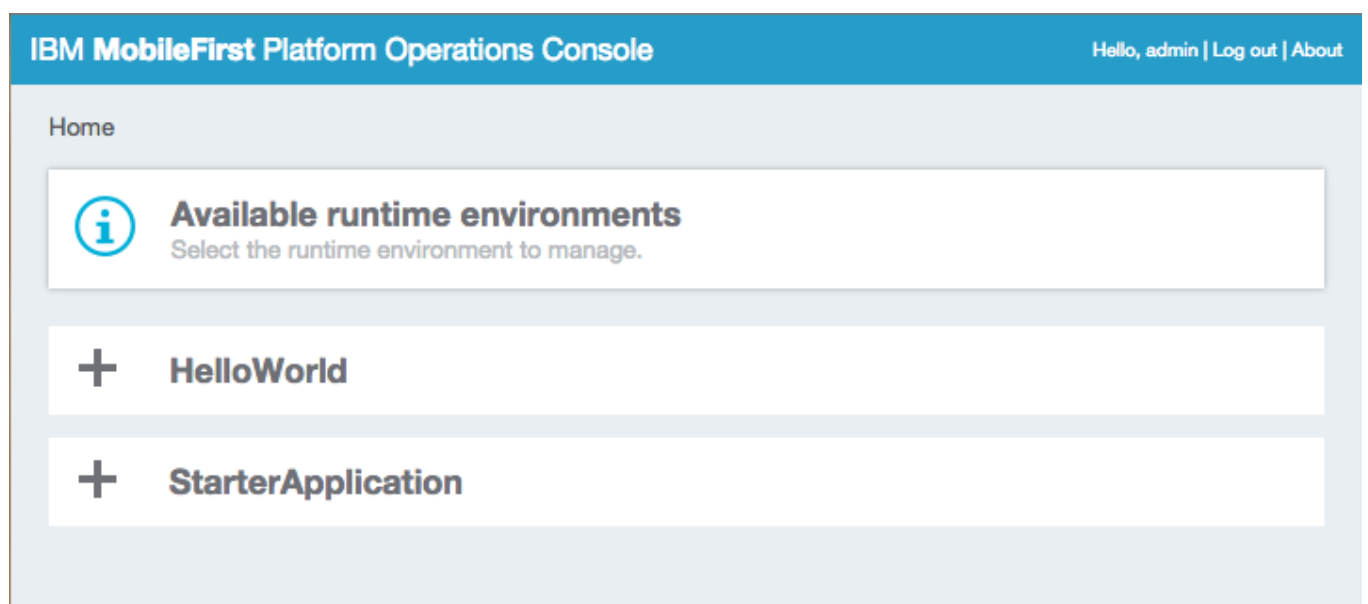 IBM MobileFirst Platform Operations Console
Hello, admin | Log out | About
Home
Available runtime environments
Select the runtime environment to manage.
HelloWorld
StarterApplication